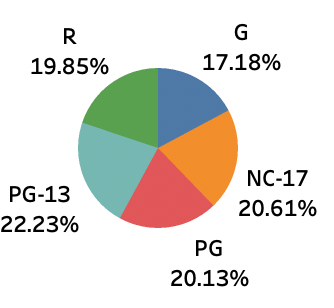 R
19.85%
G
17.18%
NC-17
20.61%
PG
20.13%
PG-13
22.23%